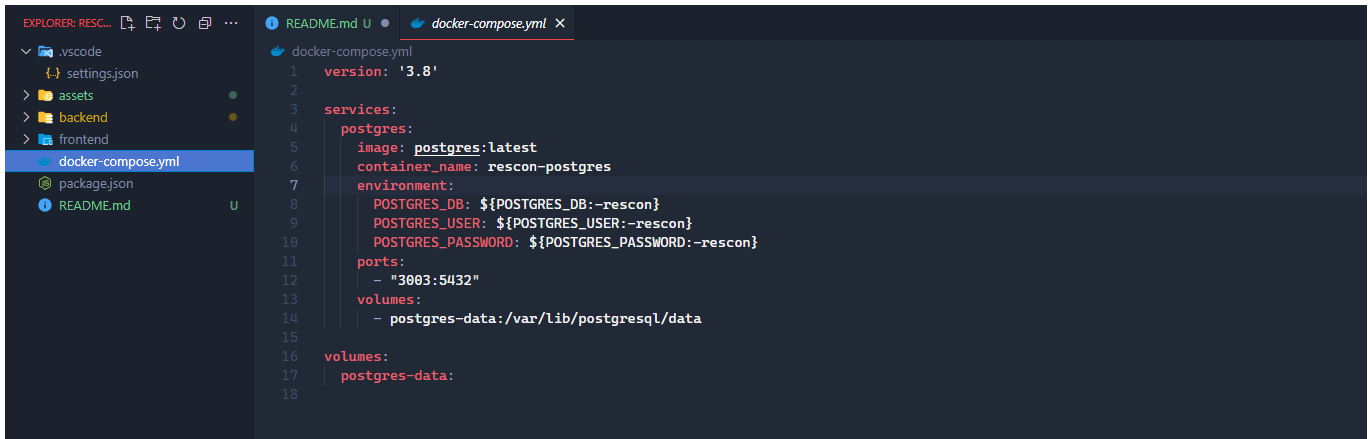 EXPLORER: RESC...
.vscode
settings.json
assets
backend
frontend
docker-compose.yml
package.json
README.md U
README.md U
docker-compose.yml
docker-compose.yml
1 version: '3.8'
2
3 services:
4 postgres:
5 image: postgres:latest
6 container_name: rescon-postgres
7 environment:
8 POSTGRES_DB: ${POSTGRES_DB:-rescon}
9 POSTGRES_USER: ${POSTGRES_USER:-rescon}
10 POSTGRES_PASSWORD: ${POSTGRES_PASSWORD:-rescon}
11 ports:
12 - "3003:5432"
13 volumes:
14 - postgres-data:/var/lib/postgresql/data
15
16 volumes:
17 postgres-data:
18